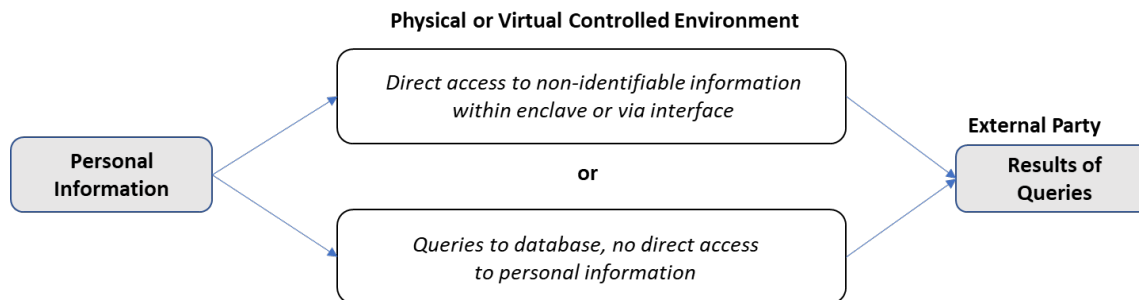 Physical or Virtual Controlled Environment
Direct access to non-identifiable information
within enclave or via interface
Personal
Information
or
External Party
Results of
Queries
Queries to database, no direct access
to personal information